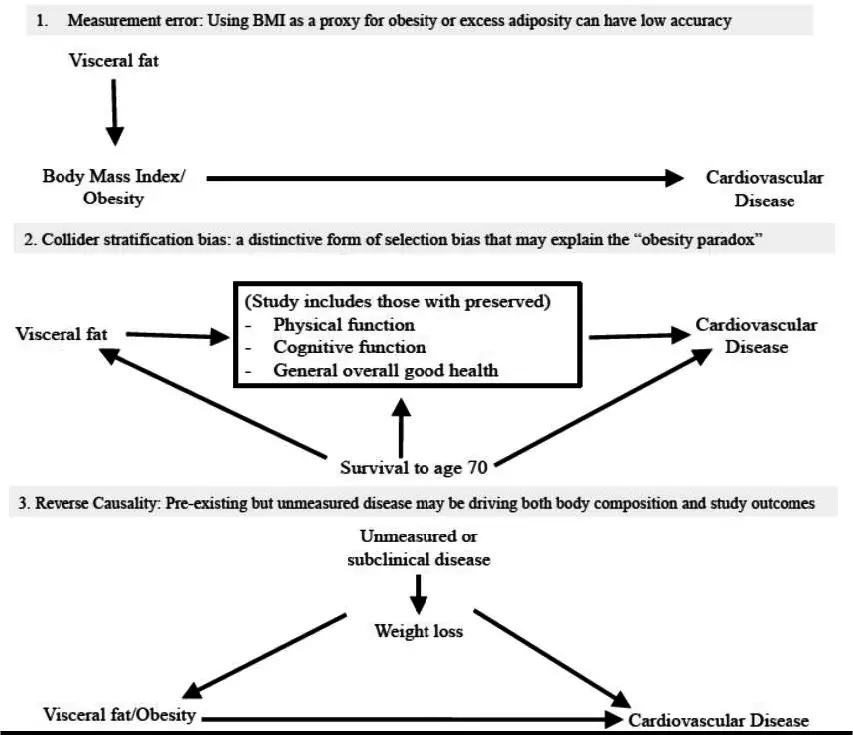 1. Measurement error: Using BMI as a proxy for obesity or excess adiposity can have low accuracy
Visceral fat
Body Mass Index/
Obesity
Cardiovascular
Disease
2. Collider stratification bias: a distinctive form of selection bias that may explain the “obesity paradox”
(Study includes those with preserved)
- Physical function
- Cognitive function
- General overall good health
Visceral fat
Cardiovascular
Disease
Survival to age 70
3. Reverse Causality: Pre-existing but unmeasured disease may be driving both body composition and study outcomes
Unmeasured or
subclinical disease
Weight loss
Visceral fat/Obesity
Cardiovascular Disease